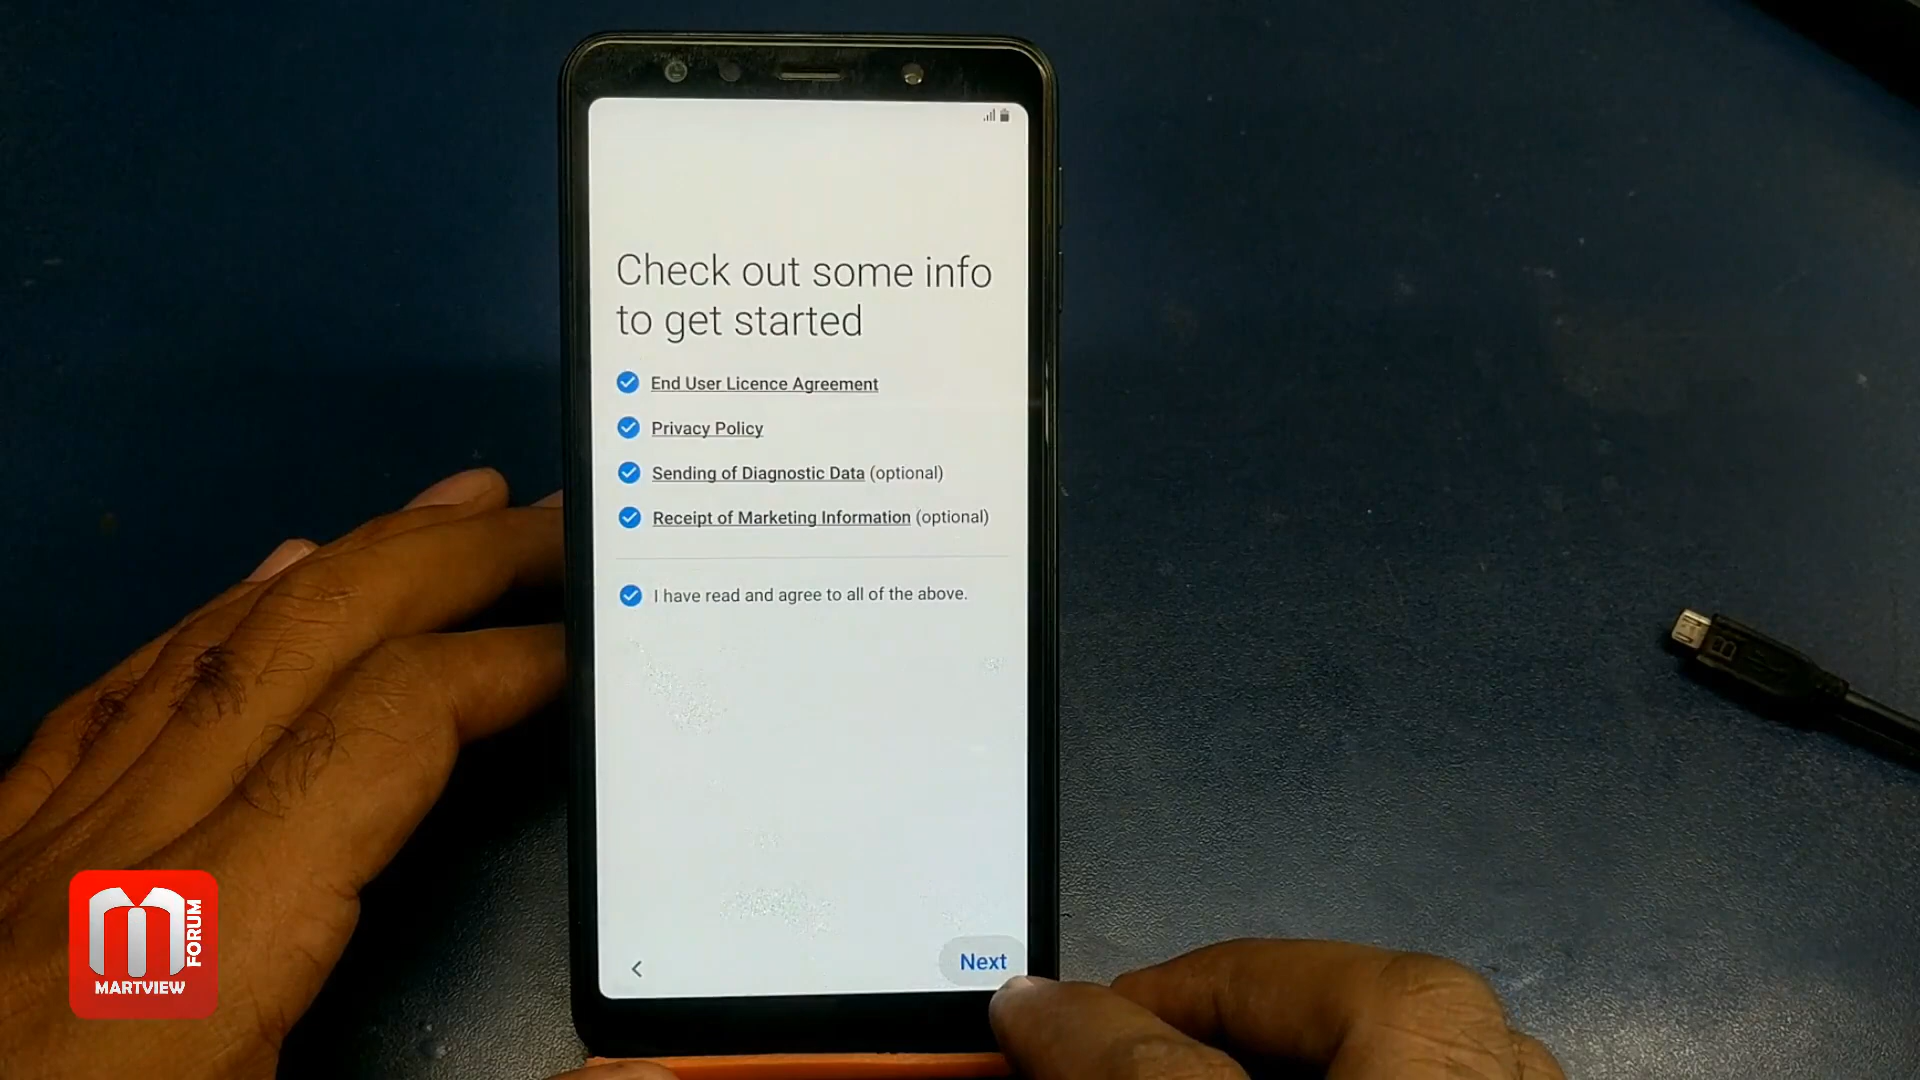 Check out some info
to get started
End User Licence Agreement
Privacy Policy
Sending of Diagnostic Data (optional)
Receipt of Marketing Information (optional)
I have read and agree to all of the above.
Next
FORUM
MARTVIEW